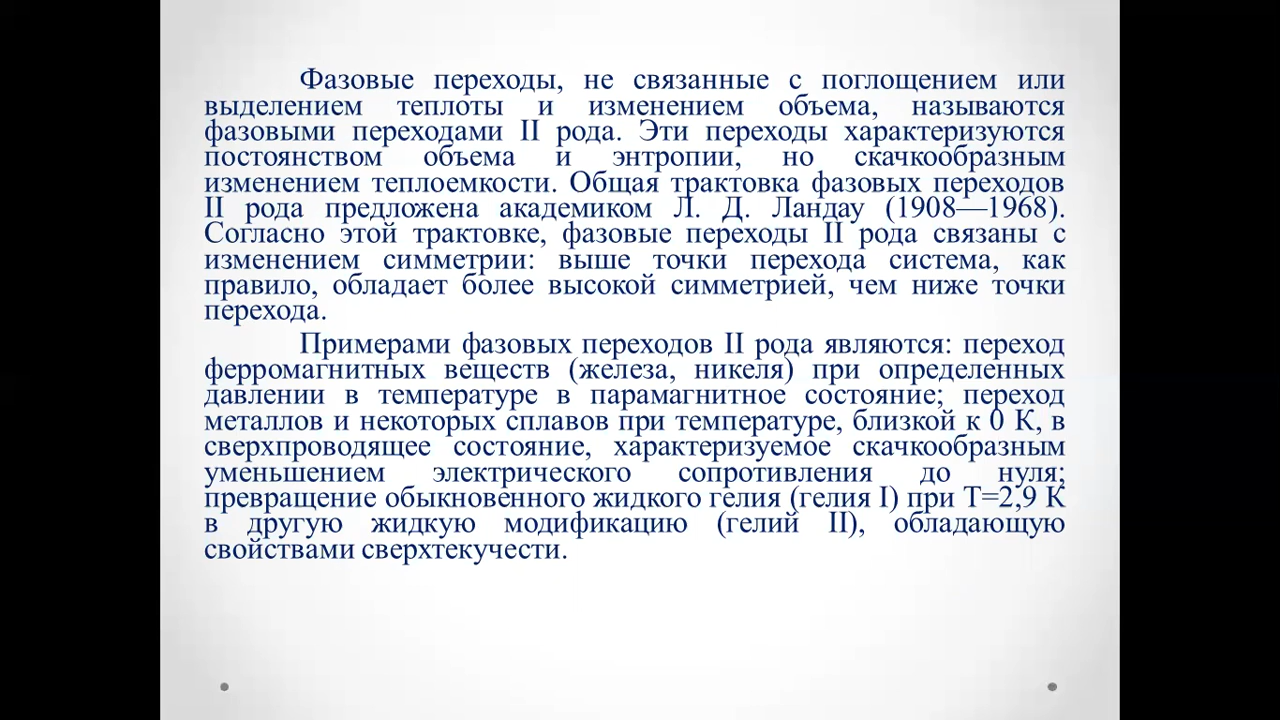 Фазовые переходы, не связанные с поглощением или
выделением теплоты и изменением объема, называются
фазовыми переходами II рода. Эти переходы характеризуются
постоянством объема и энтропии, но скачкообразным
изменением теплоемкости. Общая трактовка фазовых переходов
II рода предложена академиком Л. Д. Ландау (1908—1968).
Согласно этой трактовке, фазовые переходы II рода связаны с
изменением симметрии: выше точки перехода система, как
правило, обладает более высокой симметрией, чем ниже точки
перехода.
Примерами фазовых переходов II рода являются: переход
ферромагнитных веществ (железа, никеля) при определенных
давлении в температуре в парамагнитное состояние; переход
металлов и некоторых сплавов при температуре, близкой к 0 К, в
сверхпроводящее состояние, характеризуемое скачкообразным
уменьшением электрического сопротивления до нуля;
превращение обыкновенного жидкого гелия (гелия I) при Т=2,9 К
в другую жидкую модификацию (гелий II), обладающую
свойствами сверхтекучести.